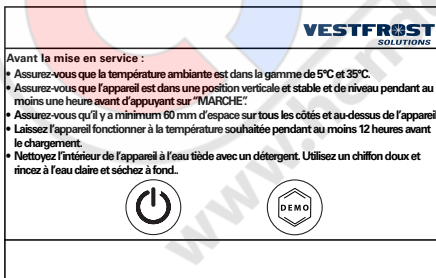 VESTFROST
SOLUTIONS
Avant la mise en service :
• Assurez-vous que la température ambiante est dans la gamme de 5°C et 35°C.
• Assurez-vous que l'appareil est dans une position verticale et stable et de niveau pendant au
moins une heure avant d'appuyant sur "MARCHE".
• Assurez-vous qu'il y a minimum 60 mm d'espace sur tous les côtés et au-dessus de l'appareil
• Laissez l'appareil fonctionner à la température souhaitée pendant au moins 12 heures avant
le chargement.
• Nettoyez l'intérieur de l'appareil à l'eau tiède avec un détergent. Utilisez un chiffon doux et
rincez à l'eau claire et séchez à fond..
DEMO